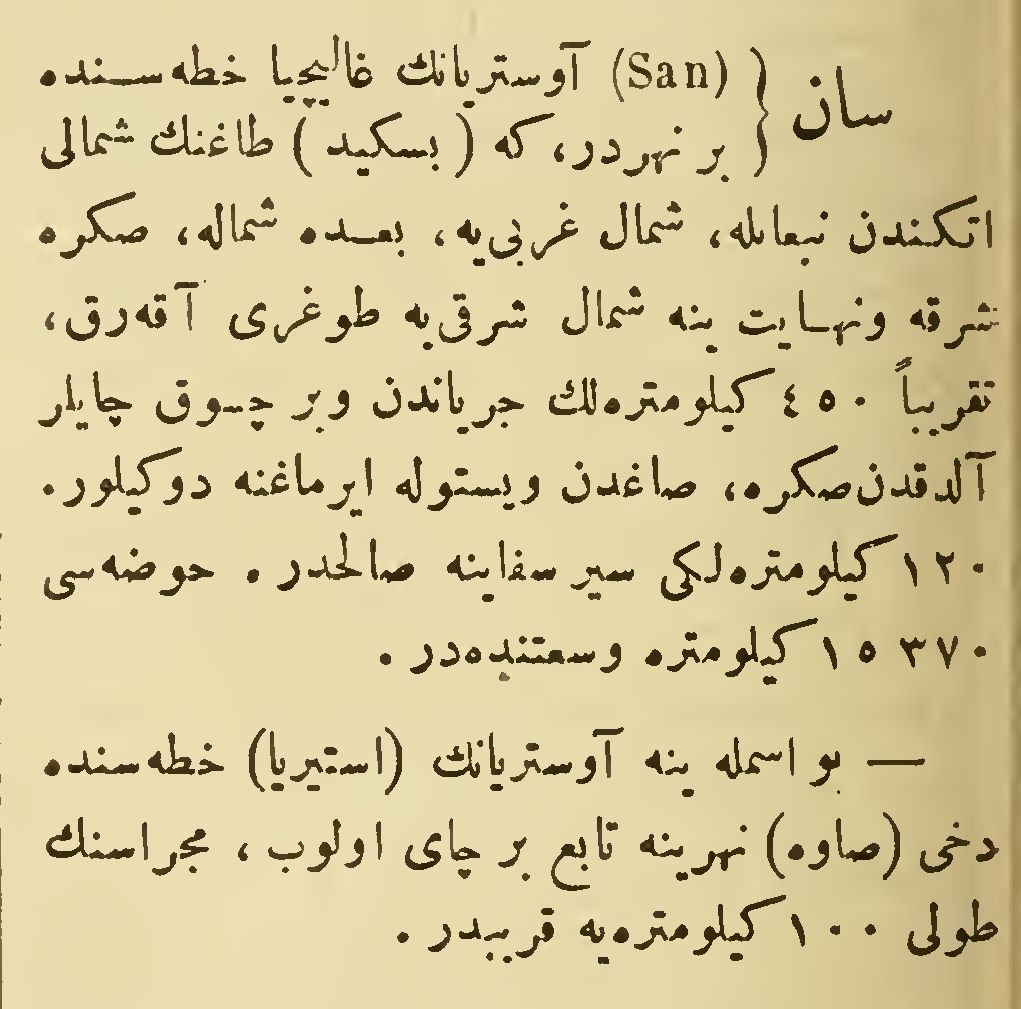 سان { (San) آوستریانك غالیچیا خطه‌سنده
بر نهردر، که ( بسکید ) طاغنك شمالی
اتکندن نبعابله، شمال غربی‌یه، بعده شماله، صکره
شرقه ونهایت ینه شمال شرقی‌یه طوغری آقه‌رق،
تقریباً ٤٥٠ کیلومتره‌لك جریاندن وبر چوق چایلر
آلدقدن‌صکره، صاغدن ویستوله ایرماغنه دوکیلور.
١٢٠ کیلومتره‌لکی سیر سفاینه صالحدر. حوضه‌سی
١٥٣٧٠ کیلومتره وسعتنده‌در.
— بو اسمله ینه آوستریانك (استیریا) خطه‌سنده
دخی (صاوه) نهرینه تابع بر چای اولوب، مجراسنك
طولی ١٠٠ کیلومتره‌یه قریبدر.